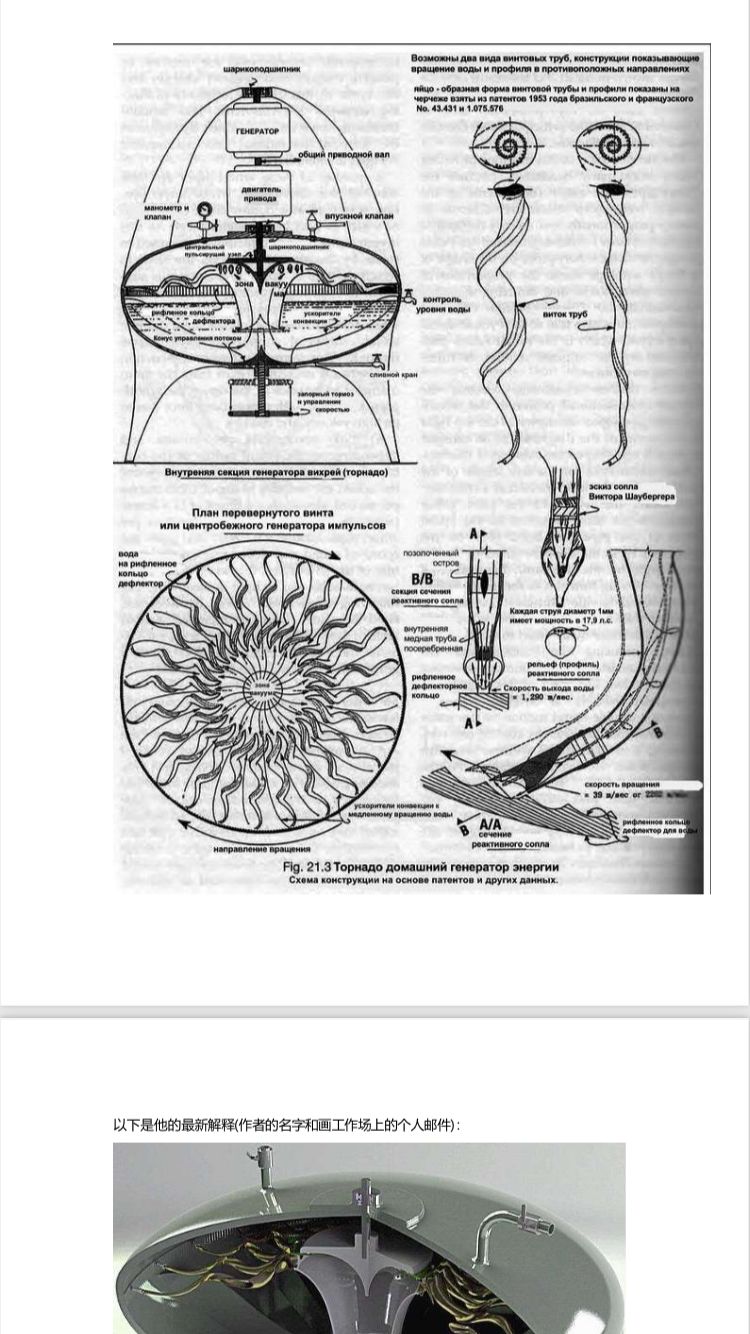 шарикоподшипник
ГЕНЕРАТОР
общий приводной вал
двигатель
привода
манометр и
клапан
впускной клапан
центральный
пульсирущий узел
шарикоподшипник
зона
вакуу
ма
рифленое кольцо
дефлектора
ускорители
конвекции
Конус управления потоком
контроль
уровня воды
сливной кран
запорный тормоз
и управление
скоростью
Внутреняя секция генератора вихрей (торнадо)
Возможны два вида винтовых труб, конструкции показывающие
вращение воды и профиля в противоположных направлениях
яйцо - образная форма винтовой трубы и профили показаны на
черчеже взяты из патентов 1953 года бразильского и французского
No. 43.431 и 1.075.576
виток труб
эскиз сопла
Виктора Шаубергера
План перевернутого винта
или центробежного генератора импульсов
вода
на рифленное
кольцо
дефлектор
зона
вакуума
ускорители конвекции к
медленному вращению воды
направление вращения
A
позолоченный
остров
B/B
секция сечения
реактивного сопла
внутренняя
медная труба
посеребренная
рифленное
дефлекторное
кольцо
Скорость выхода воды
= 1,290 m/sec.
A
Каждая струя диаметр 1мм
имеет мощность в 17,9 л.с.
рельеф (профиль)
реактивного сопла
B
скорость вращения
= 39 m/sec or
рифленное кольцо
дефлектор для воды
B
A/A
сечение
реактивного сопла
Fig. 21.3 Торнадо домашний генератор энергии
Схема конструкции на основе патентов и других данных.
以下是他的最新解释(作者的名字和画工作场上的个人邮件)：